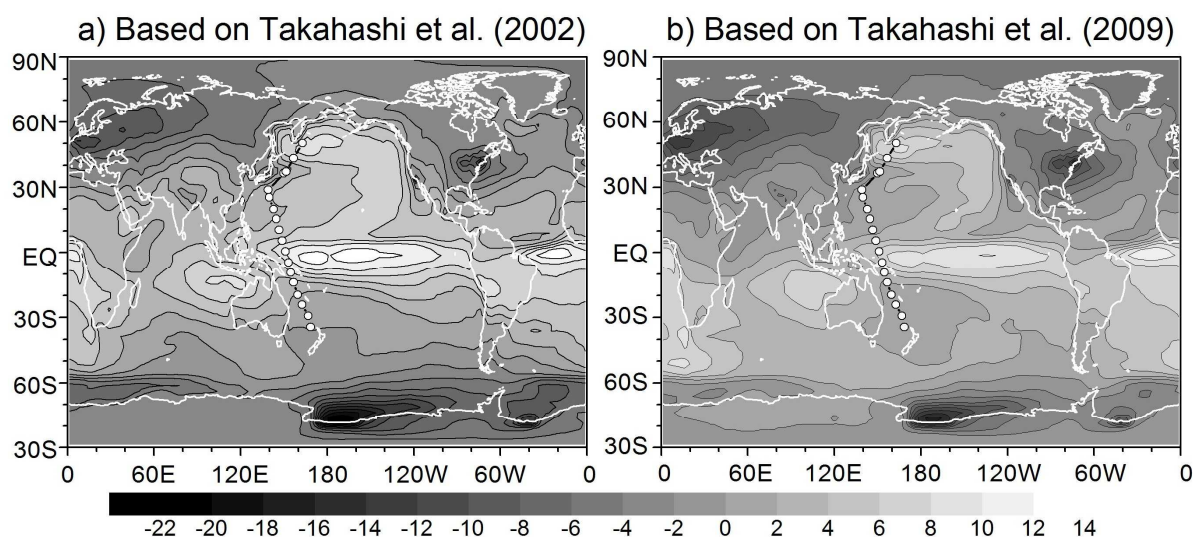 a) Based on Takahashi et al. (2002)
b) Based on Takahashi et al. (2009)
90N
60N
30N
EQ
30S
60S
30S
0 60E 120E 180 120W 60W 0
90N
60N
30N
EQ
30S
60S
30S
0 60E 120E 180 120W 60W 0
-22 -20 -18 -16 -14 -12 -10 -8 -6 -4 -2 0 2 4 6 8 10 12 14